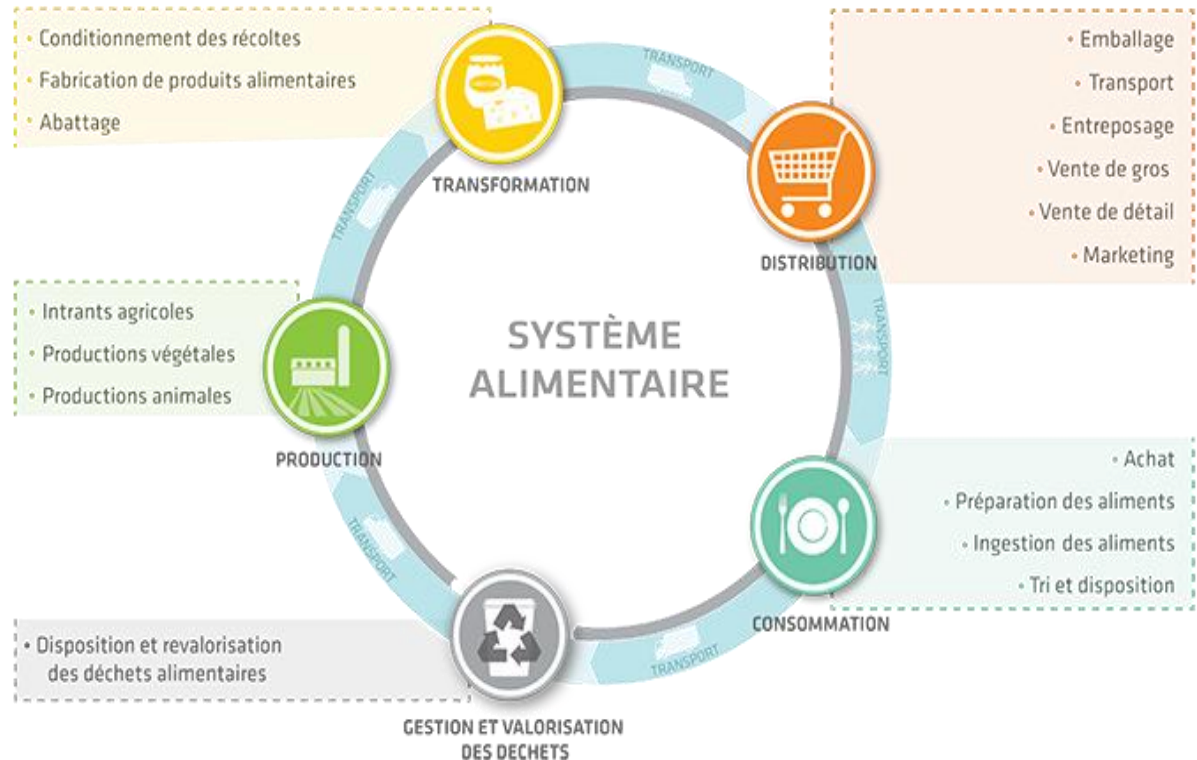 • Conditionnement des récoltes
• Fabrication de produits alimentaires
• Abattage
TRANSFORMATION
TRANSPORT
• Emballage
• Transport
• Entreposage
• Vente de gros
• Vente de détail
• Marketing
DISTRIBUTION
TRANSPORT
TRANSPORT
• Intrants agricoles
• Productions végétales
• Productions animales
PRODUCTION
SYSTÈME
ALIMENTAIRE
• Achat
• Préparation des aliments
• Ingestion des aliments
• Tri et disposition
CONSOMMATION
TRANSPORT
TRANSPORT
• Disposition et revalorisation
des déchets alimentaires
GESTION ET VALORISATION
DES DECHETS